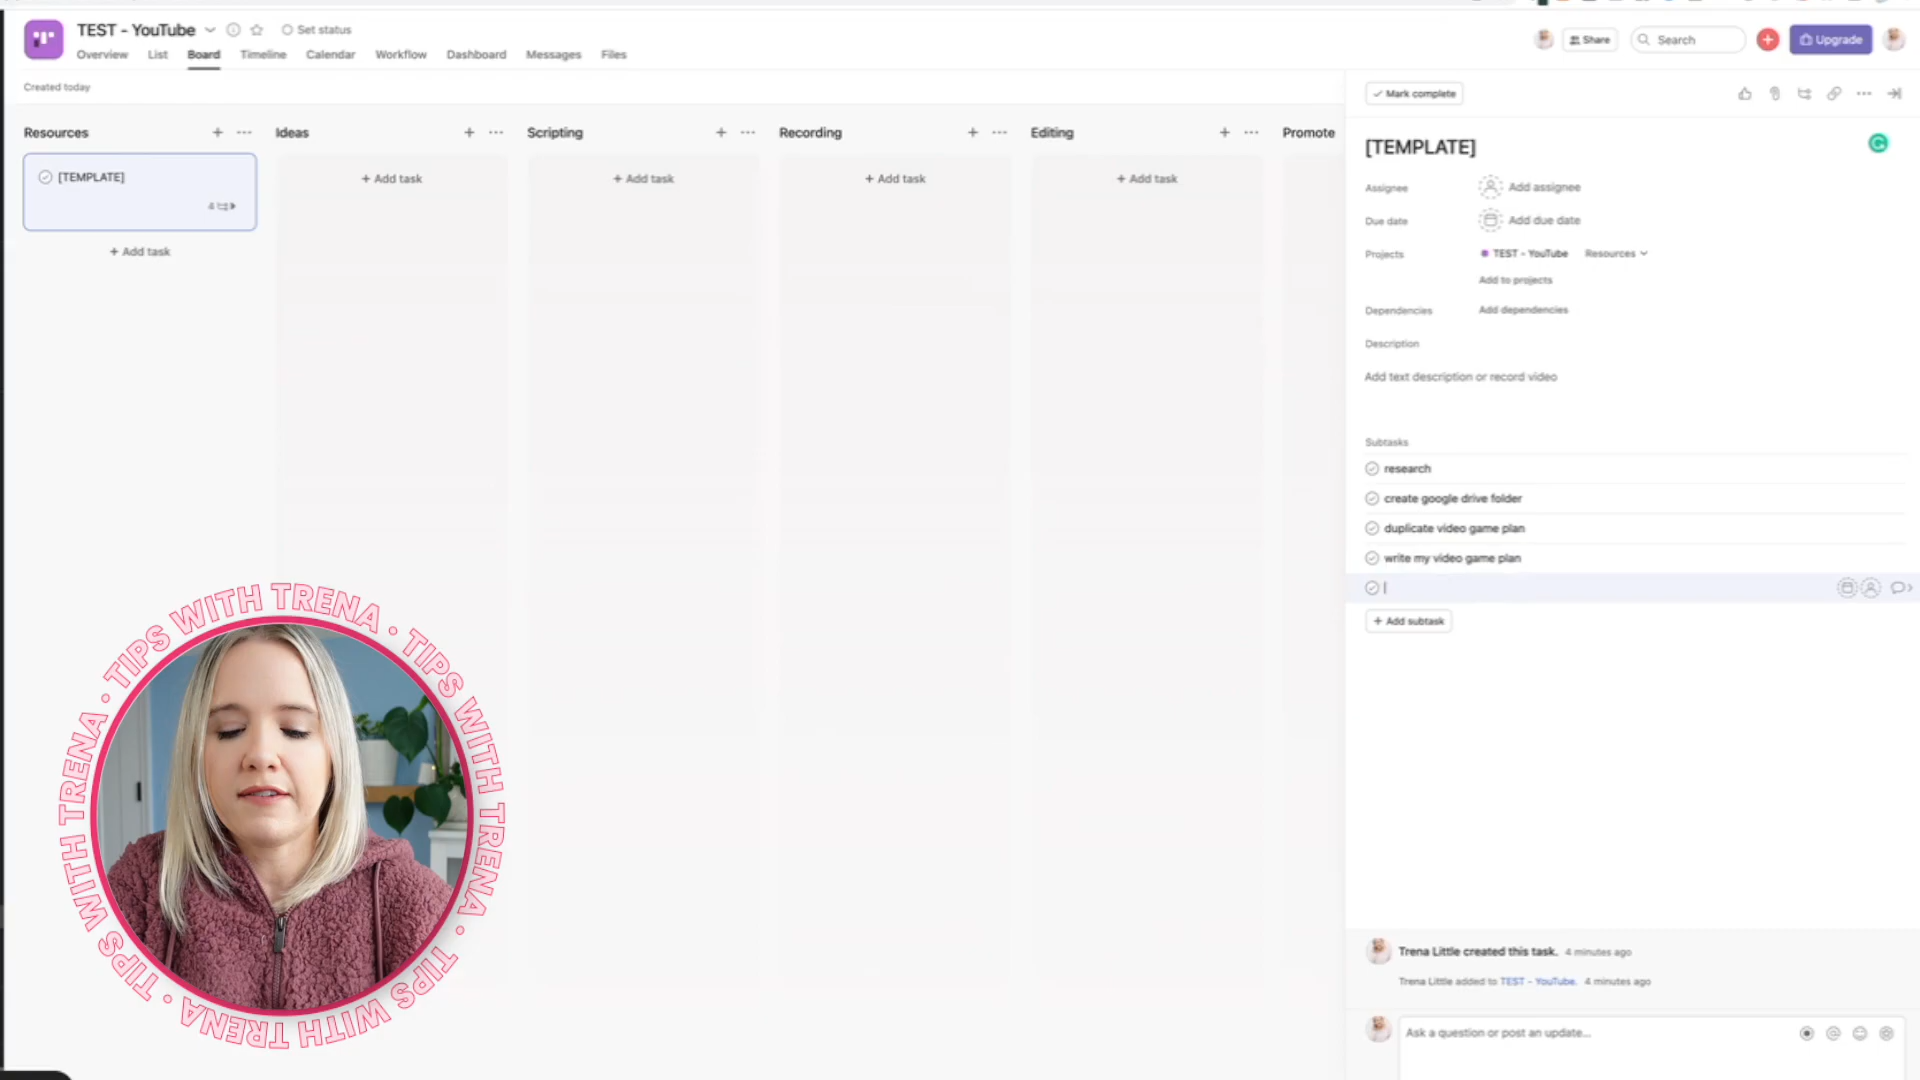 TEST - YouTube
Set status
Overview
List
Board
Timeline
Calendar
Workflow
Dashboard
Messages
Files
Share
Search
Upgrade
Created today
Mark complete
Resources
Ideas
Scripting
Recording
Editing
Promote
[TEMPLATE]
4
+ Add task
+ Add task
+ Add task
+ Add task
+ Add task
[TEMPLATE]
Assignee
Add assignee
Due date
Add due date
Projects
TEST - YouTube
Resources
Add to projects
Dependencies
Add dependencies
Description
Add text description or record video
Subtasks
research
create google drive folder
duplicate video game plan
write my video game plan
+ Add subtask
TIPS WITH TRENA • TIPS WITH TRENA • TIPS WITH TRENA • TIPS WITH TRENA •
Trena Little created this task. 4 minutes ago
Trena Little added to TEST - YouTube. 4 minutes ago
Ask a question or post an update...